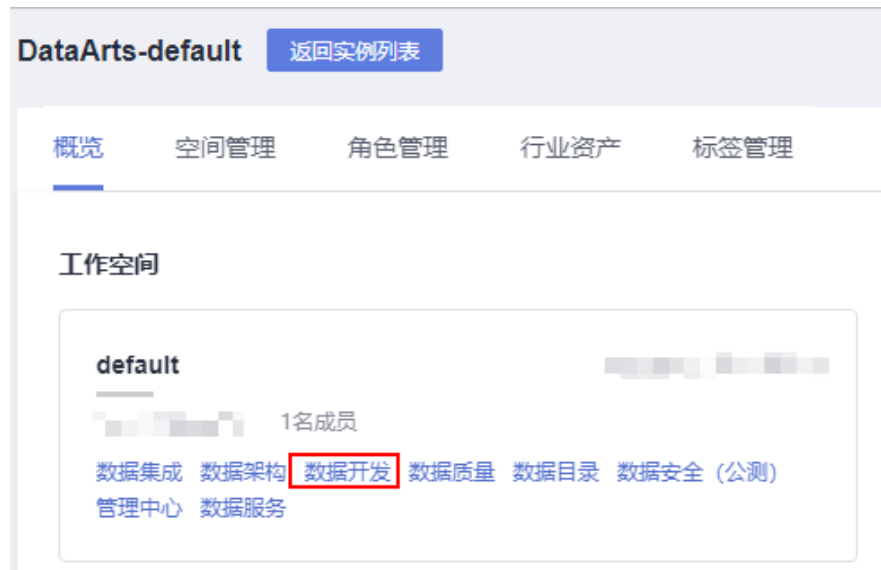 DataArts-default 返回实例列表
概览 空间管理 角色管理 行业资产 标签管理
工作空间
default
1名成员
数据集成 数据架构 数据开发 数据质量 数据目录 数据安全 (公测)
管理中心 数据服务